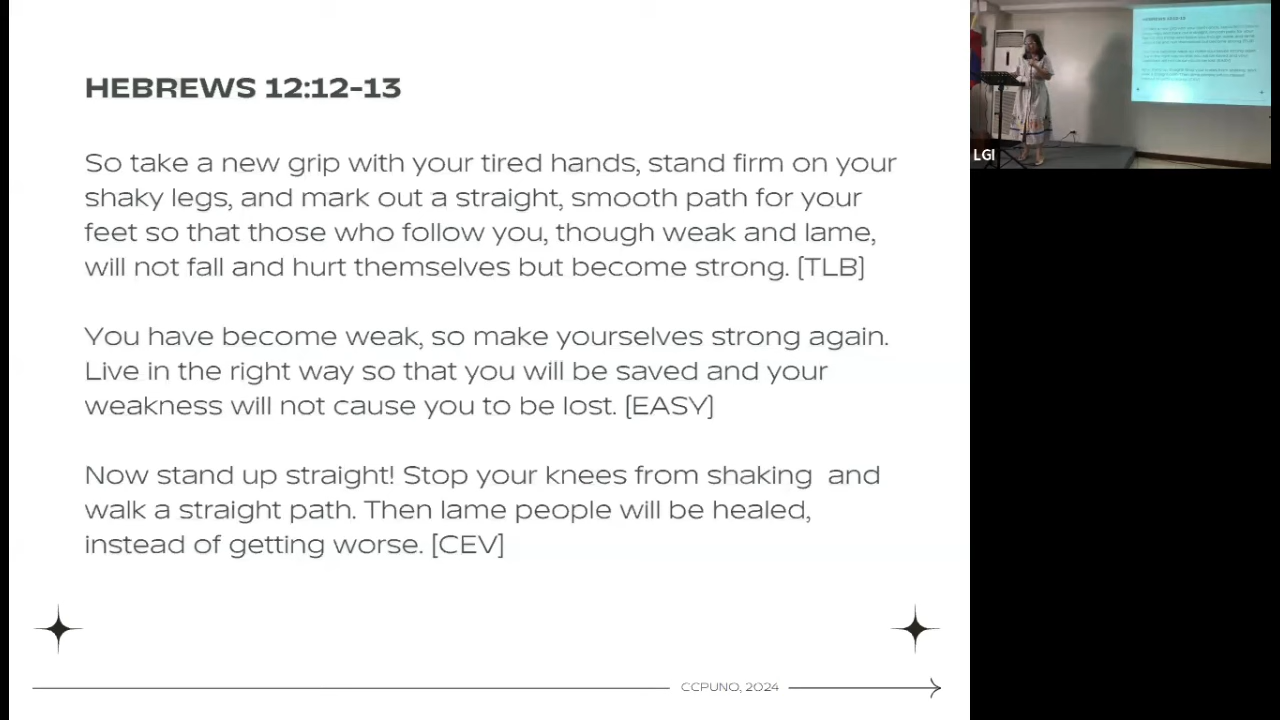 HEBREWS 12:12-13
So take a new grip with your tired hands, stand firm on your
shaky legs, and mark out a straight, smooth path for your
feet so that those who follow you, though weak and lame,
will not fall and hurt themselves but become strong. [TLB]
You have become weak, so make yourselves strong again.
Live in the right way so that you will be saved and your
weakness will not cause you to be lost. [EASY]
Now stand up straight! Stop your knees from shaking  and
walk a straight path. Then lame people will be healed,
instead of getting worse. [CEV]
CCPUNO, 2024
LGI